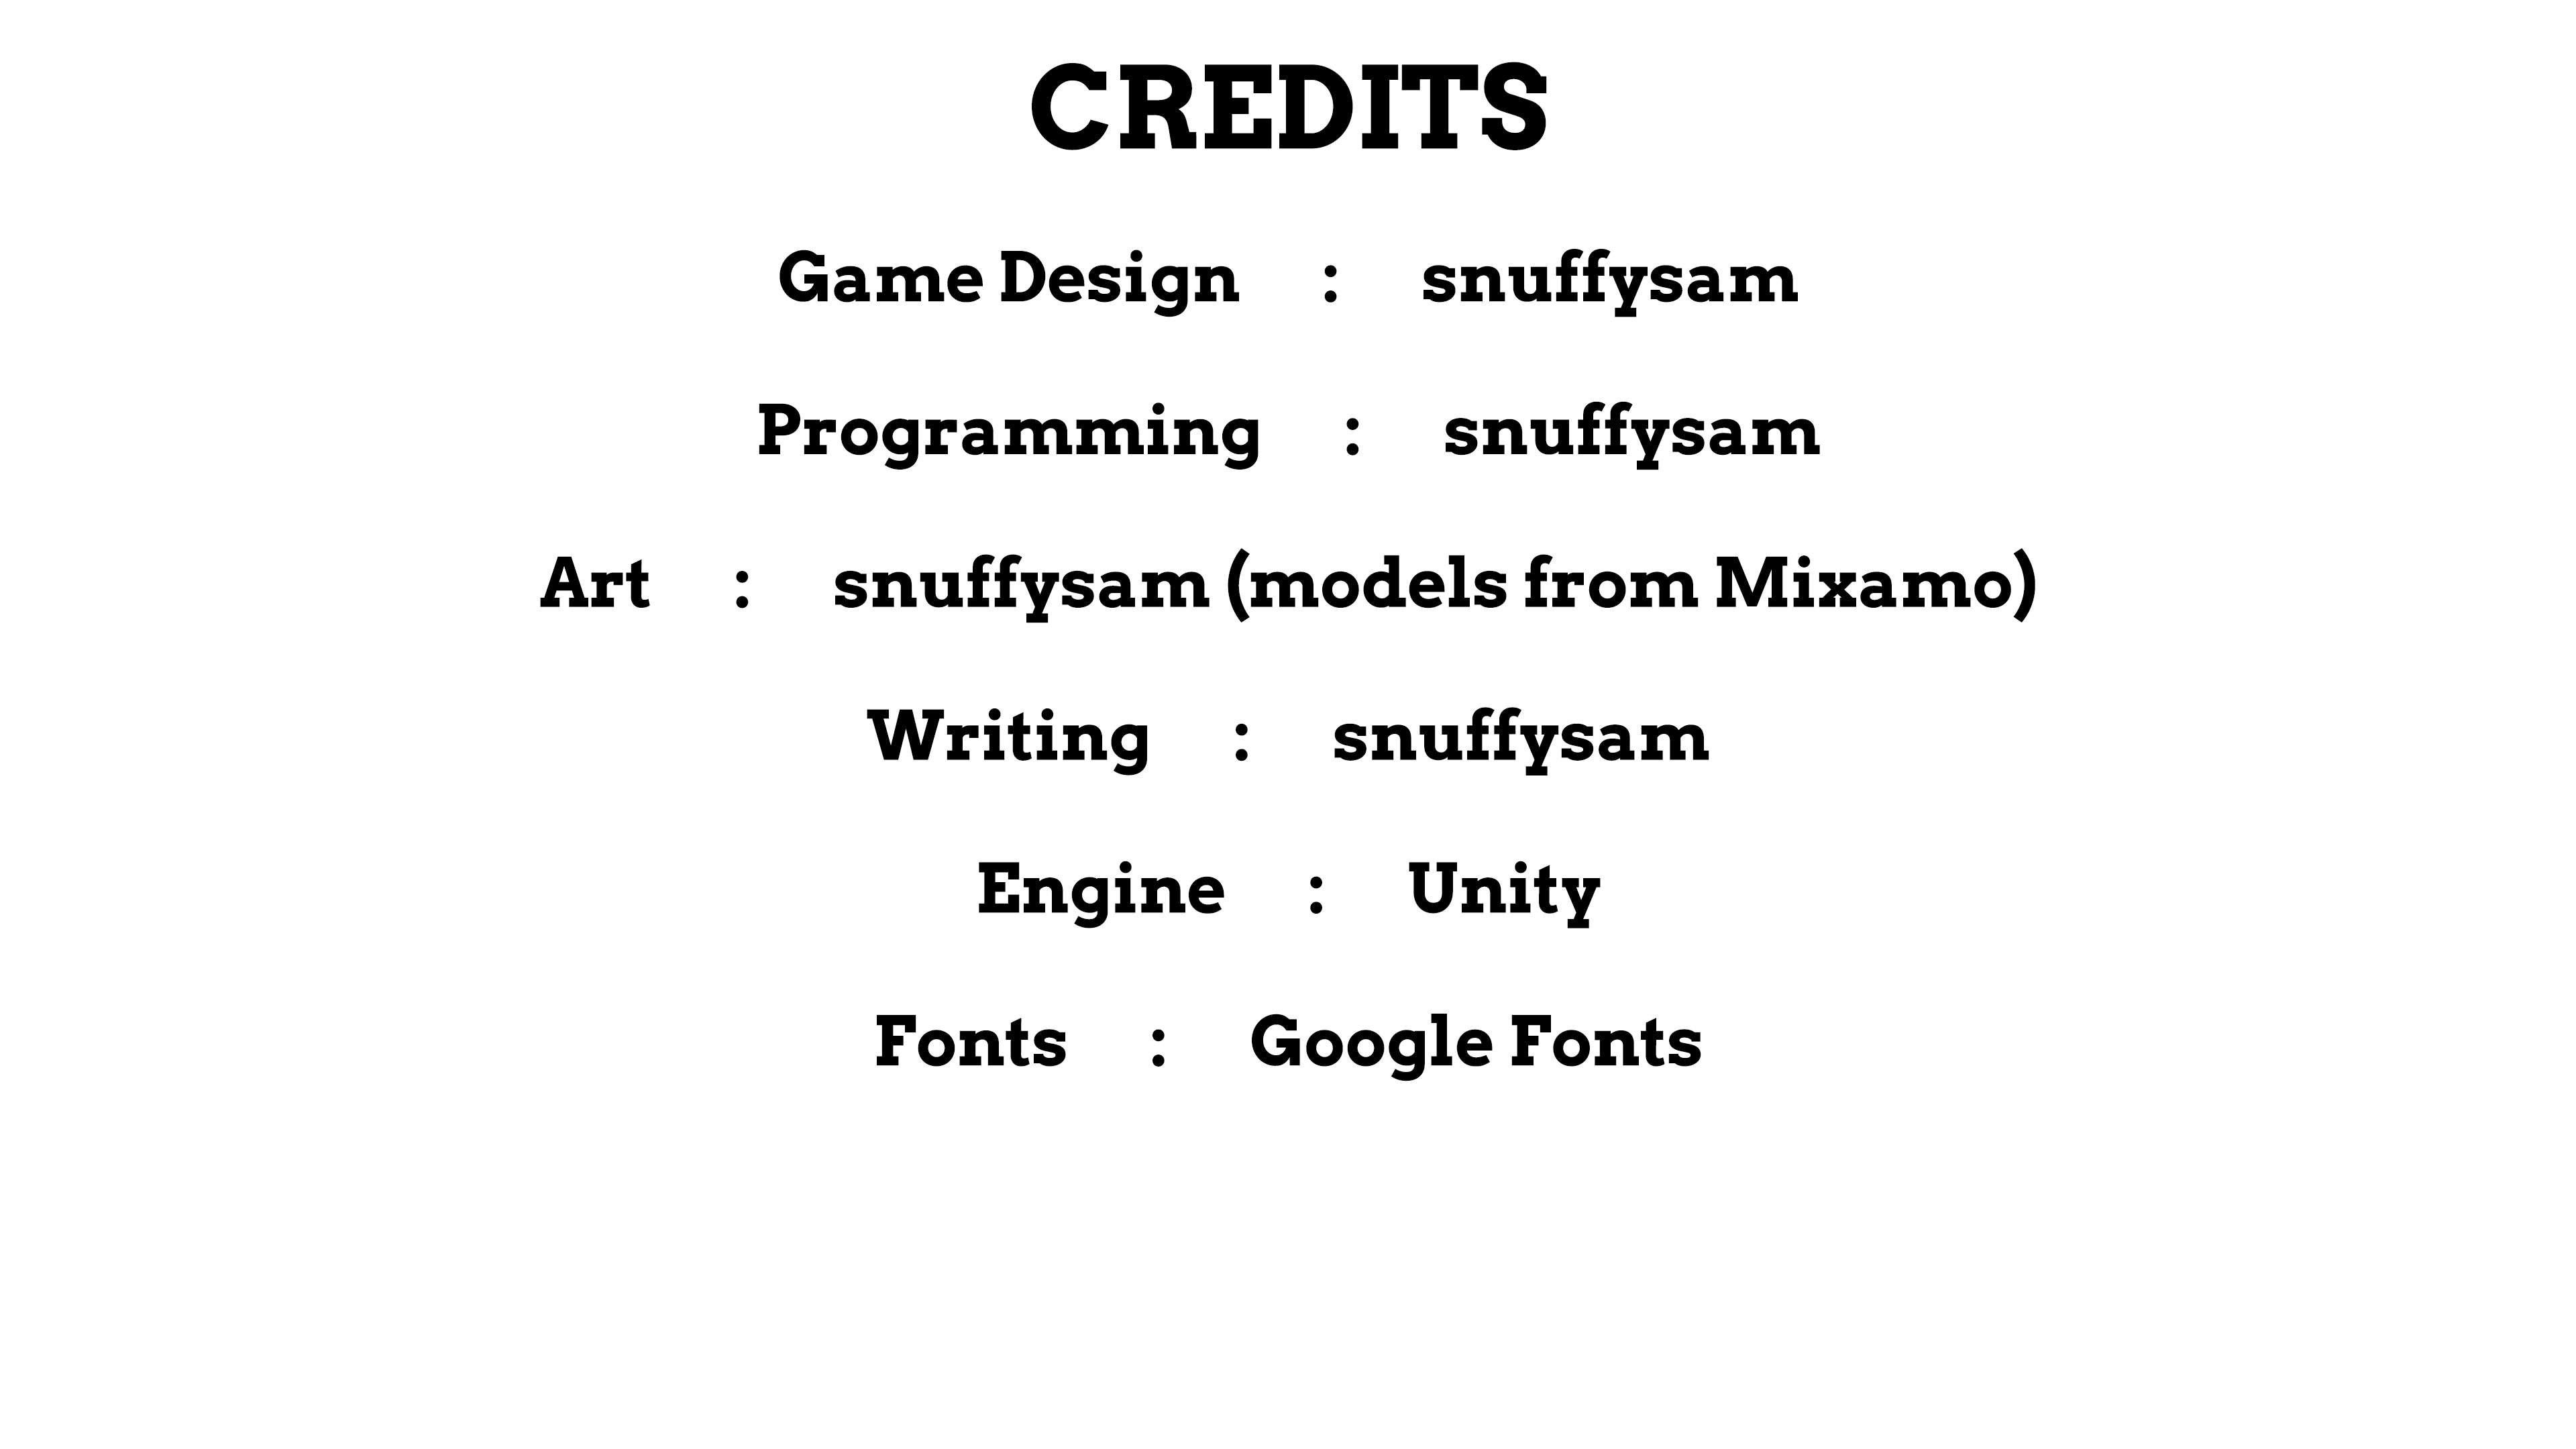 CREDITS
Game Design : snuffysam
Programming : snuffysam
Art : snuffysam (models from Mixamo)
Writing : snuffysam
Engine : Unity
Fonts : Google Fonts